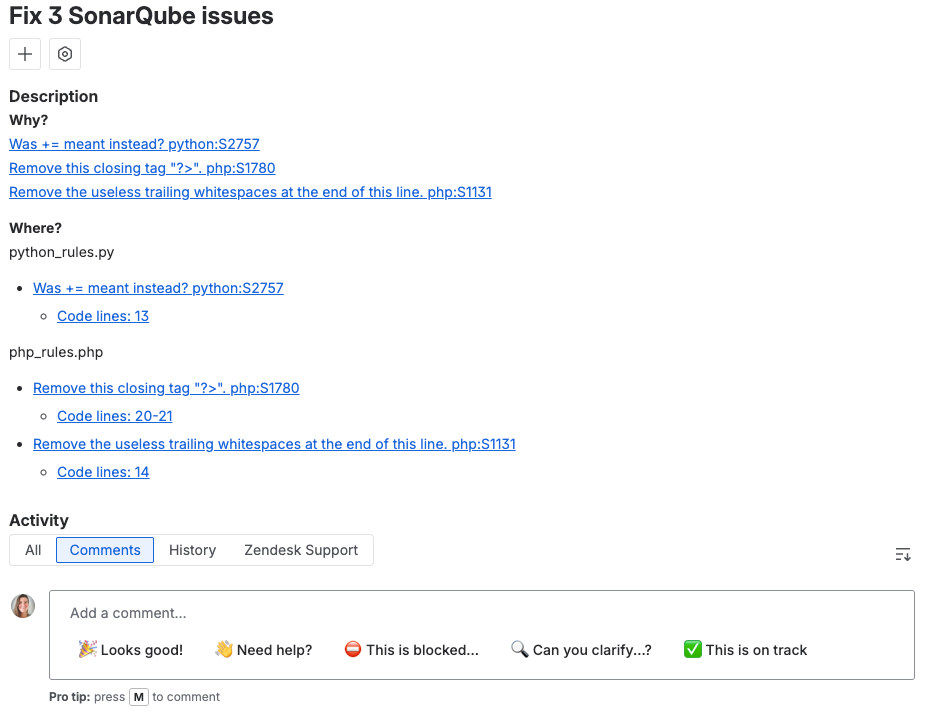 Fix 3 SonarQube issues
Description
Why?
Was += meant instead? python:S2757
Remove this closing tag "?>". php:S1780
Remove the useless trailing whitespaces at the end of this line. php:S1131
Where?
python_rules.py
Was += meant instead? python:S2757
Code lines: 13
php_rules.php
Remove this closing tag "?>". php:S1780
Code lines: 20-21
Remove the useless trailing whitespaces at the end of this line. php:S1131
Code lines: 14
Activity
All Comments History Zendesk Support
Add a comment...
🎉 Looks good! 👋 Need help? ⛔ This is blocked... 🔍 Can you clarify...? ✅ This is on track
Pro tip: press M to comment